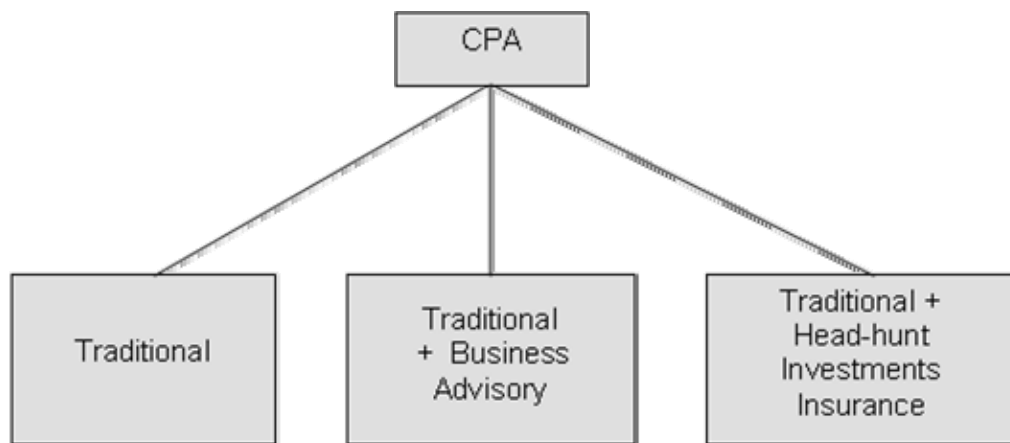 CPA
Traditional
Traditional
+ Business
Advisory
Traditional +
Head-hunt
Investments
Insurance